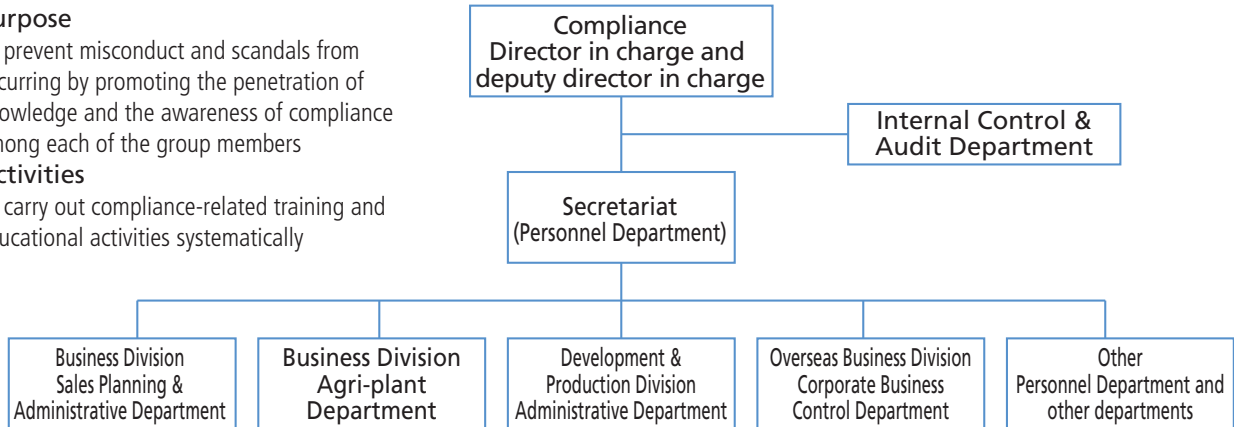 urpose
prevent misconduct and scandals from
curring by promoting the penetration of
owledge and the awareness of compliance
mong each of the group members
ctivities
carry out compliance-related training and
ucational activities systematically
Compliance
Director in charge and
deputy director in charge
Internal Control &
Audit Department
Secretariat
(Personnel Department)
Business Division
Sales Planning &
Administrative Department
Business Division
Agri-plant
Department
Development &
Production Division
Administrative Department
Overseas Business Division
Corporate Business
Control Department
Other
Personnel Department and
other departments